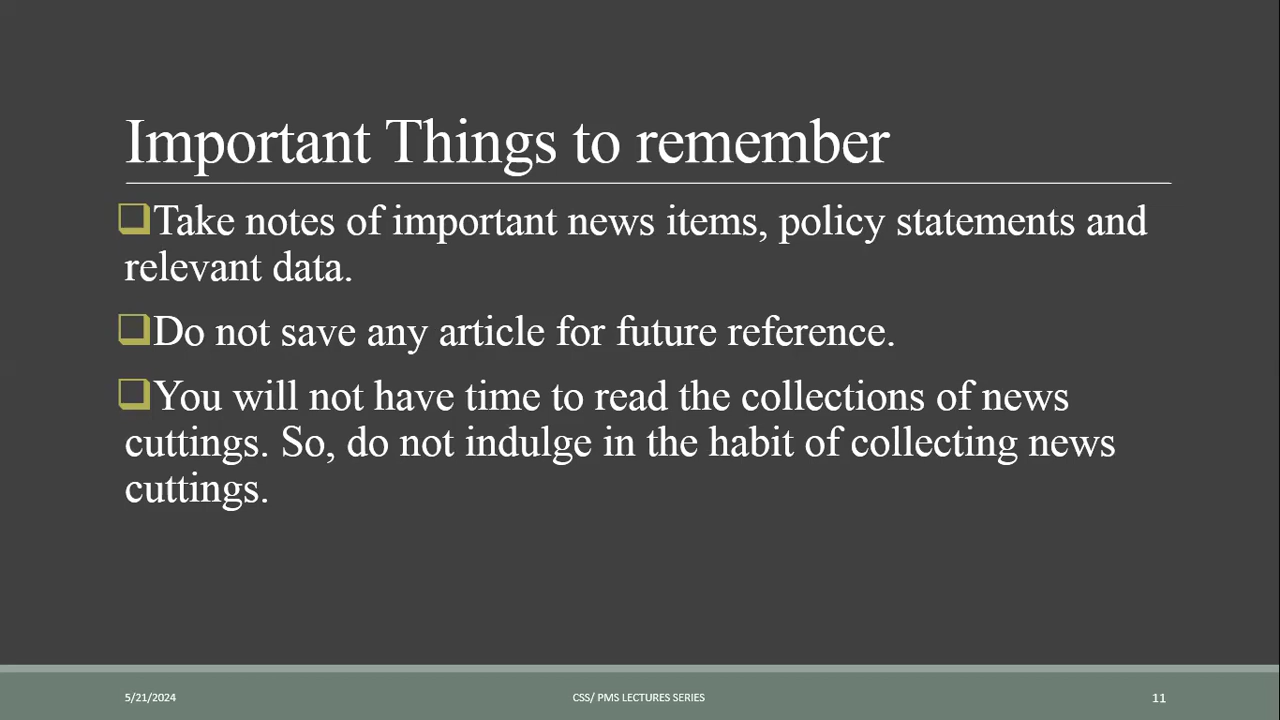 Important Things to remember
❑Take notes of important news items, policy statements and
relevant data.
❑Do not save any article for future reference.
❑You will not have time to read the collections of news
cuttings. So, do not indulge in the habit of collecting news
cuttings.
5/21/2024
CSS/ PMS LECTURES SERIES
11